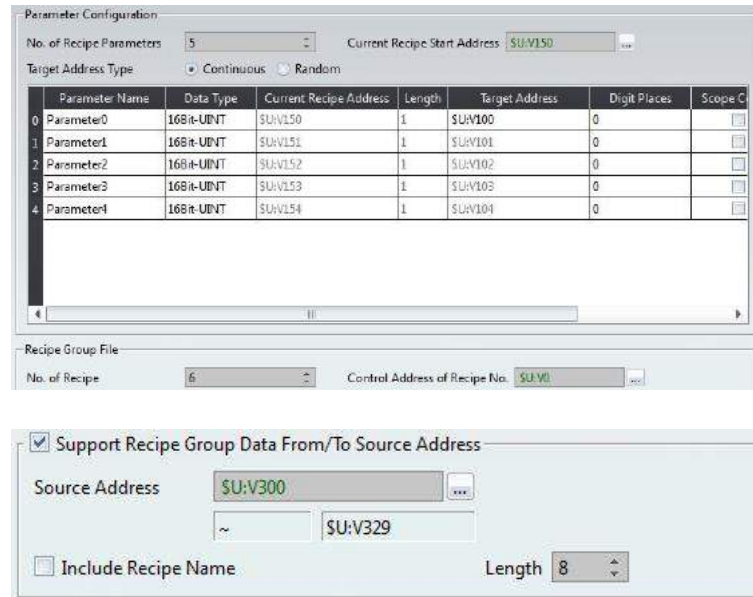 Parameter Configuration
No. of Recipe Parameters 5 Current Recipe Start Address $U:V150 ...
Target Address Type Continuous Random
Parameter Name Data Type Current Recipe Address Length Target Address Digit Places Scope C
0 Parameter0 16Bit-UINT $U:V150 1 $U:V100 0
1 Parameter1 16Bit-UINT $U:V151 1 $U:V101 0
2 Parameter2 16Bit-UINT $U:V152 1 $U:V102 0
3 Parameter3 16Bit-UINT $U:V153 1 $U:V103 0
4 Parameter4 16Bit-UINT $U:V154 1 $U:V104 0
Recipe Group File
No. of Recipe 6 Control Address of Recipe No. $U:V0 ...
Support Recipe Group Data From/To Source Address
Source Address $U:V300 ...
~ $U:V329
Include Recipe Name Length 8